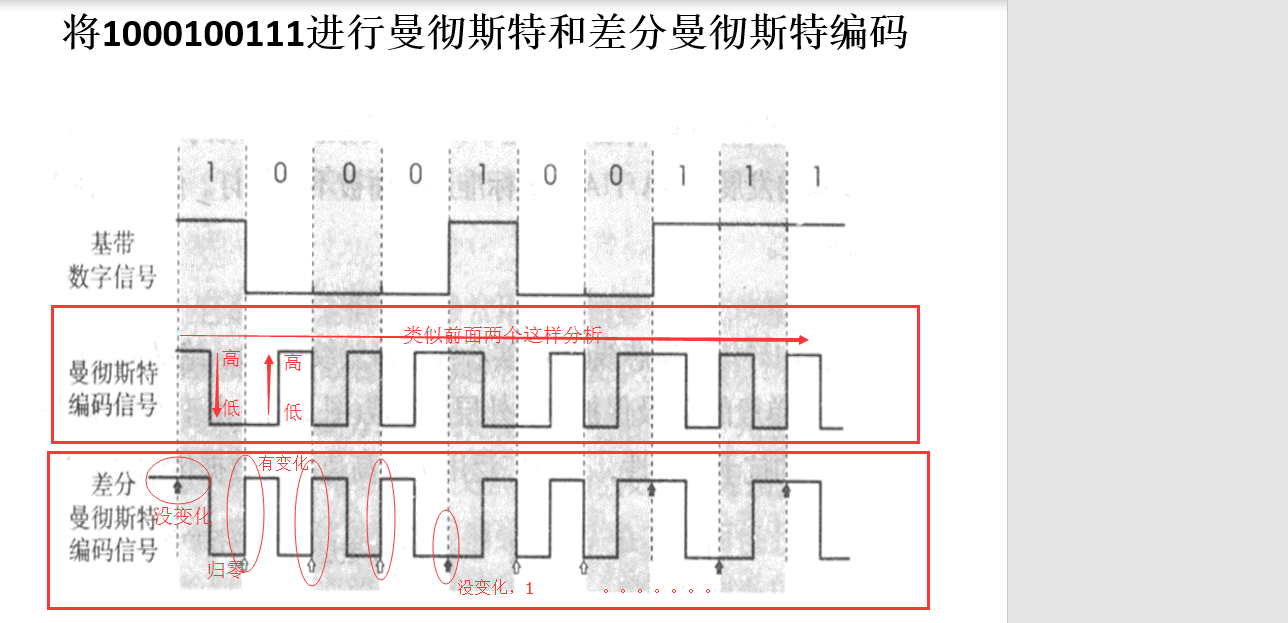 将1000100111进行曼彻斯特和差分曼彻斯特编码
1 0 0 0 1 0 0 1 1 1
基带
数字信号
类似前面两个这样分析
高 高
曼彻斯特
编码信号
低 低
有变化
差分
没变化
曼彻斯特
编码信号
归零
没变化，1 。。。。。。。